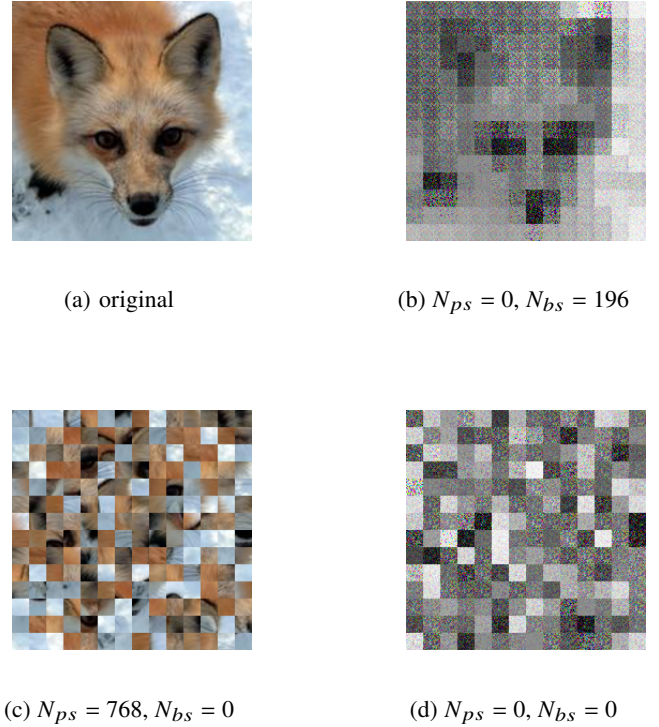 (a) original
(b) N_{ps} = 0, N_{bs} = 196
(c) N_{ps} = 768, N_{bs} = 0
(d) N_{ps} = 0, N_{bs} = 0